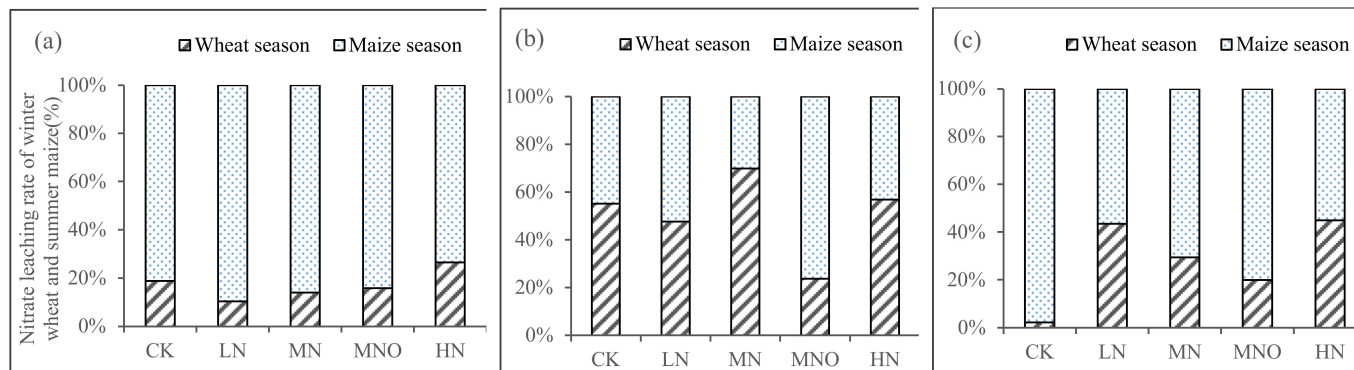 (a)
Wheat season Maize season
Nitrate leaching rate of winter
wheat and summer maize(%)
100%
80%
60%
40%
20%
0%
CK LN MN MNO HN
(b)
Wheat season Maize season
100%
80%
60%
40%
20%
0%
CK LN MN MNO HN
(c)
Wheat season Maize season
100%
80%
60%
40%
20%
0%
CK LN MN MNO HN